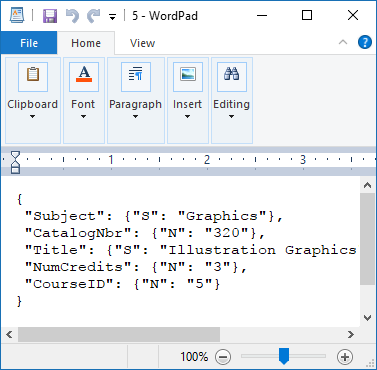 5 - WordPad
File Home View
Clipboard Font Paragraph Insert Editing
1 2 3
{
"Subject": {"S": "Graphics"},
"CatalogNbr": {"N": "320"},
"Title": {"S": "Illustration Graphics
"NumCredits": {"N": "3"},
"CourseID": {"N": "5"}
}
100%